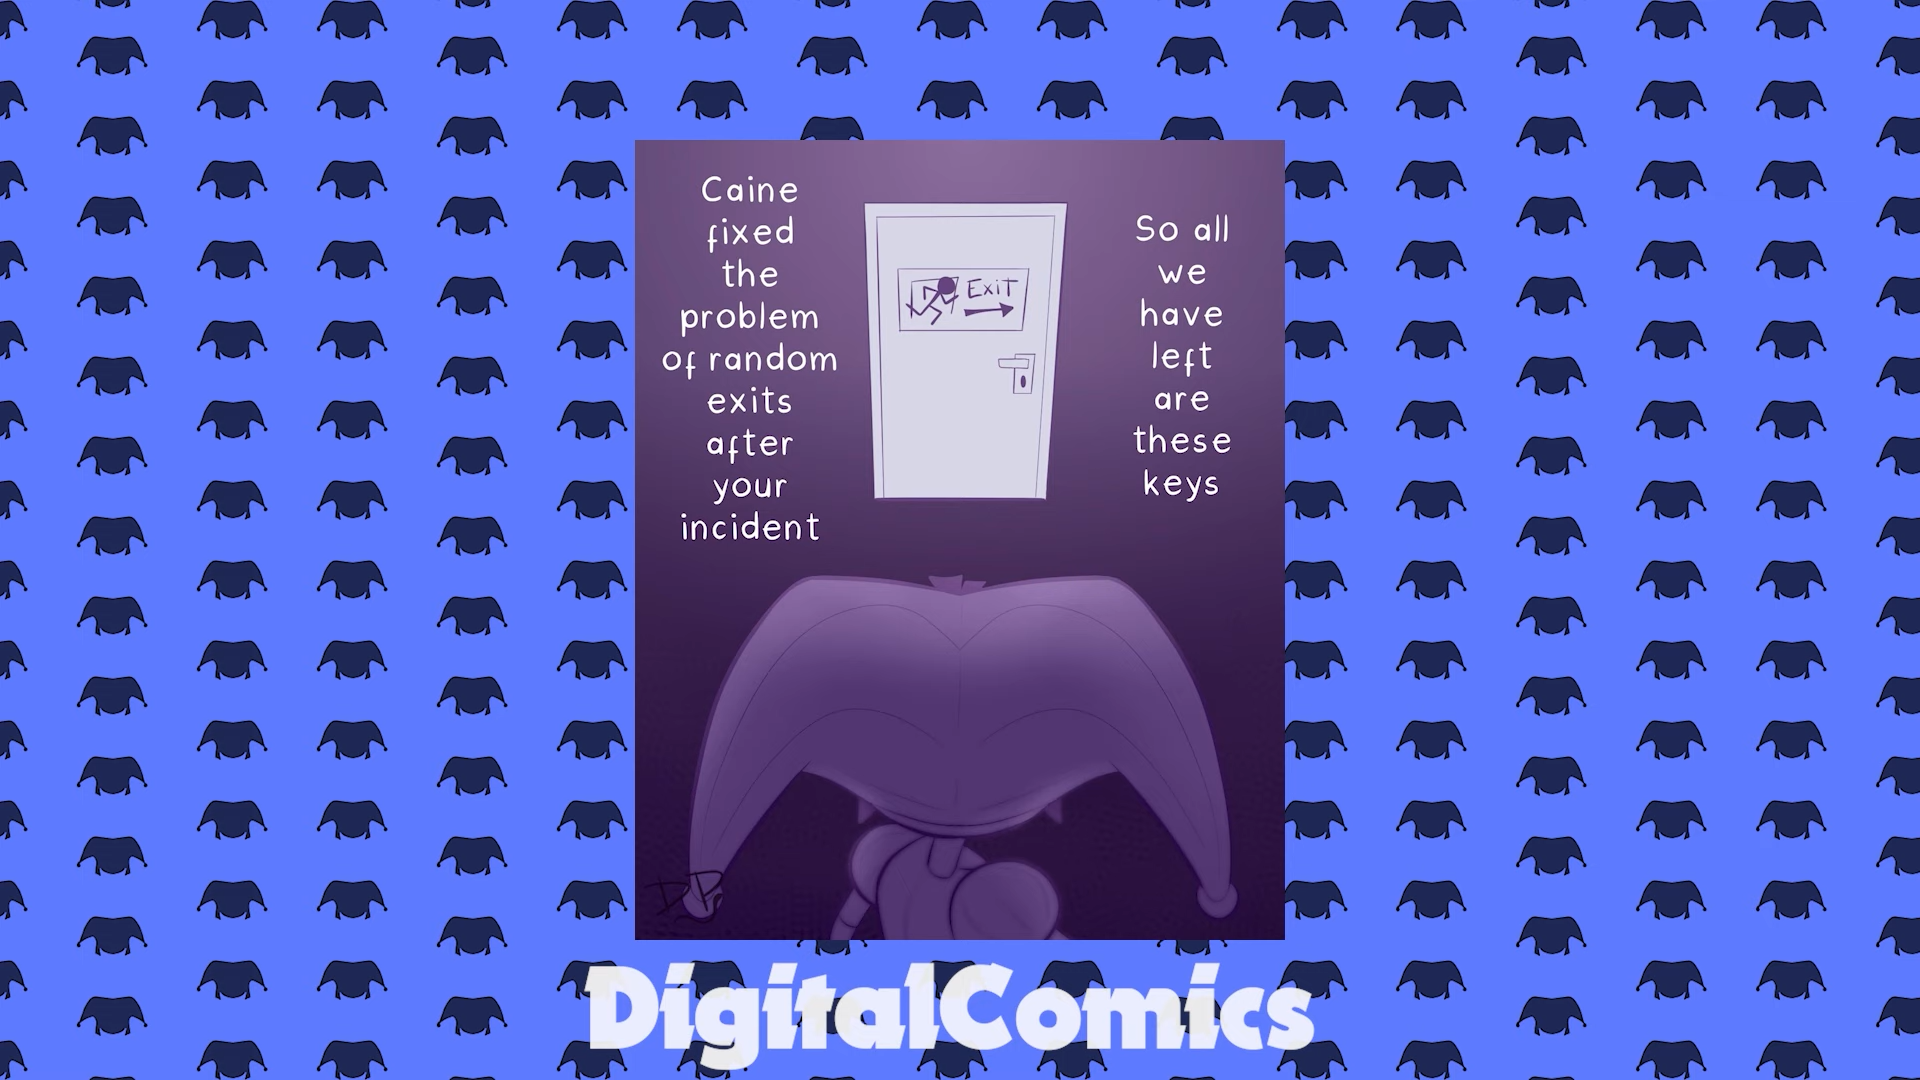 Caine
fixed
the
problem
of random
exits
after
your
incident
Exit
So all
we
have
left
are
these
keys
DigitalComics